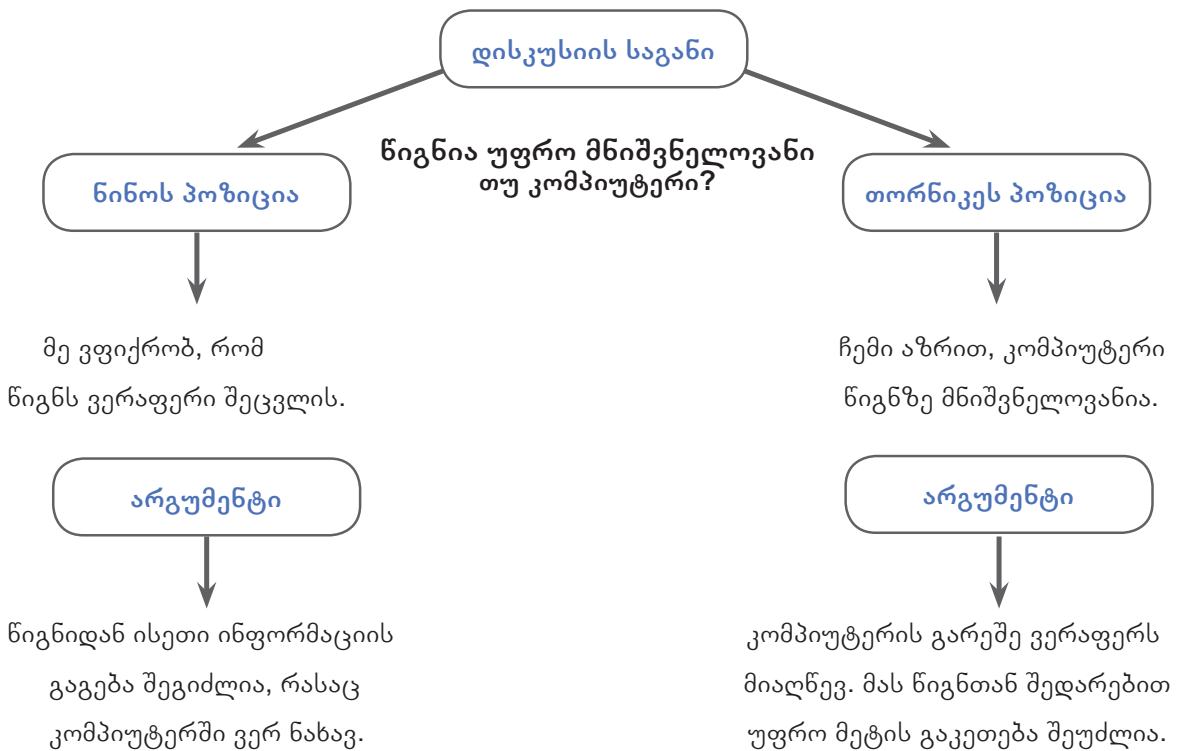 დისკუსიის საგანი
წიგნია უფრო მნიშვნელოვანი
თუ კომპიუტერი?
ნინოს პოზიცია
მე ვფიქრობ, რომ
წიგნს ვერაფერი შეცვლის.
არგუმენტი
წიგნიდან ისეთი ინფორმაციის
გაგება შეგიძლია, რასაც
კომპიუტერში ვერ ნახავ.
თორნიკეს პოზიცია
ჩემი აზრით, კომპიუტერი
წიგნზე მნიშვნელოვანია.
არგუმენტი
კომპიუტერის გარეშე ვერაფერს
მიაღწევ. მას წიგნთან შედარებით
უფრო მეტის გაკეთება შეუძლია.